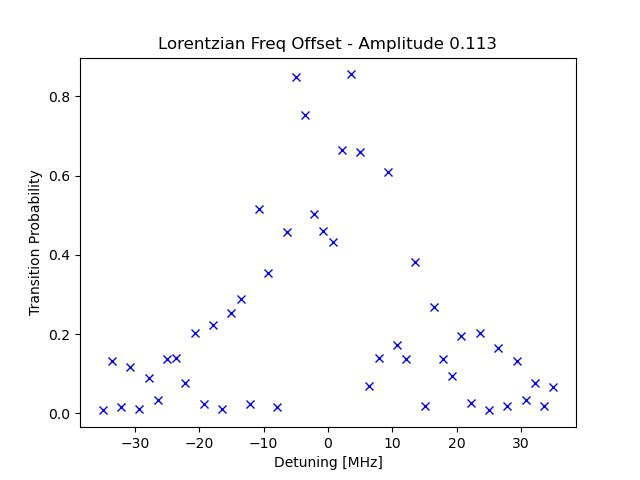 Lorentzian Freq Offset - Amplitude 0.113
0.8
0.6
0.4
0.2
0.0
Transition Probability
−30 −20 −10 0 10 20 30
Detuning [MHz]